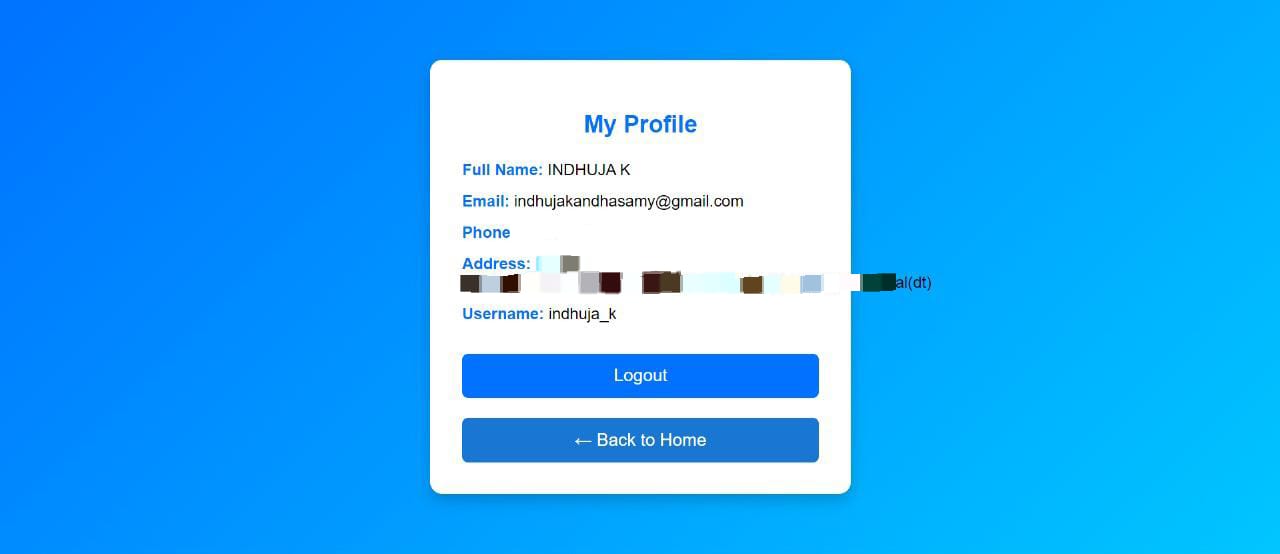 My Profile
Full Name: INDHUJA K
Email: indhujakandhasamy@gmail.com
Phone
Address:
al(dt)
Username: indhuja_k
Logout
← Back to Home